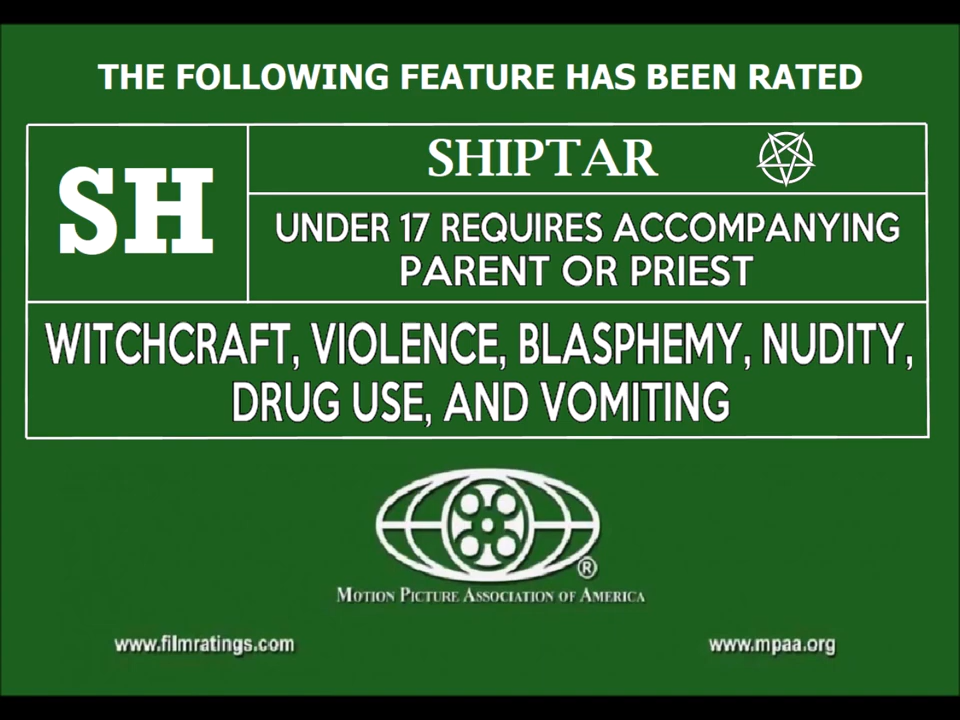 THE FOLLOWING FEATURE HAS BEEN RATED
SH
SHIPTAR
UNDER 17 REQUIRES ACCOMPANYING
PARENT OR PRIEST
WITCHCRAFT, VIOLENCE, BLASPHEMY, NUDITY,
DRUG USE, AND VOMITING
®
MOTION PICTURE ASSOCIATION OF AMERICA
www.filmratings.com
www.mpaa.org